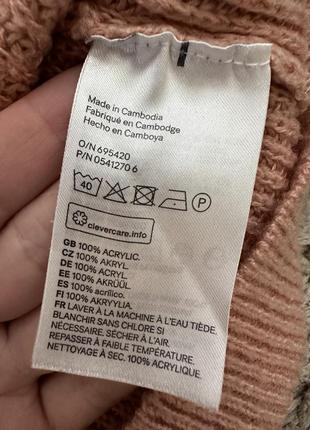 Made in Cambodia
Fabriqué en Cambodge
Hecho en Camboya
O/N 695420
P/N 0541270 6
40
P
clevercare.info
GB 100% ACRYLIC.
CZ 100% AKRYL.
DE 100% ACRYL.
EE 100% AKRÜÜL.
ES 100% acrílico.
FI 100% AKRYYLIA.
FR LAVER À LA MACHINE À L'EAU TIÈDE.
BLANCHIR SANS CHLORE SI
NÉCESSAIRE. SÉCHER À L'AIR.
REPASSER À FAIBLE TEMPÉRATURE.
NETTOYAGE À SEC. 100% ACRYLIQUE.